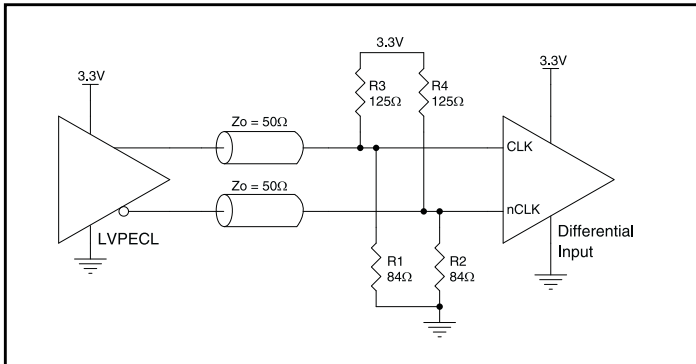 3.3V
3.3V
3.3V
R3
125Ω
R4
125Ω
Zo = 50Ω
CLK
Zo = 50Ω
nCLK
LVPECL
Differential
Input
R1
84Ω
R2
84Ω